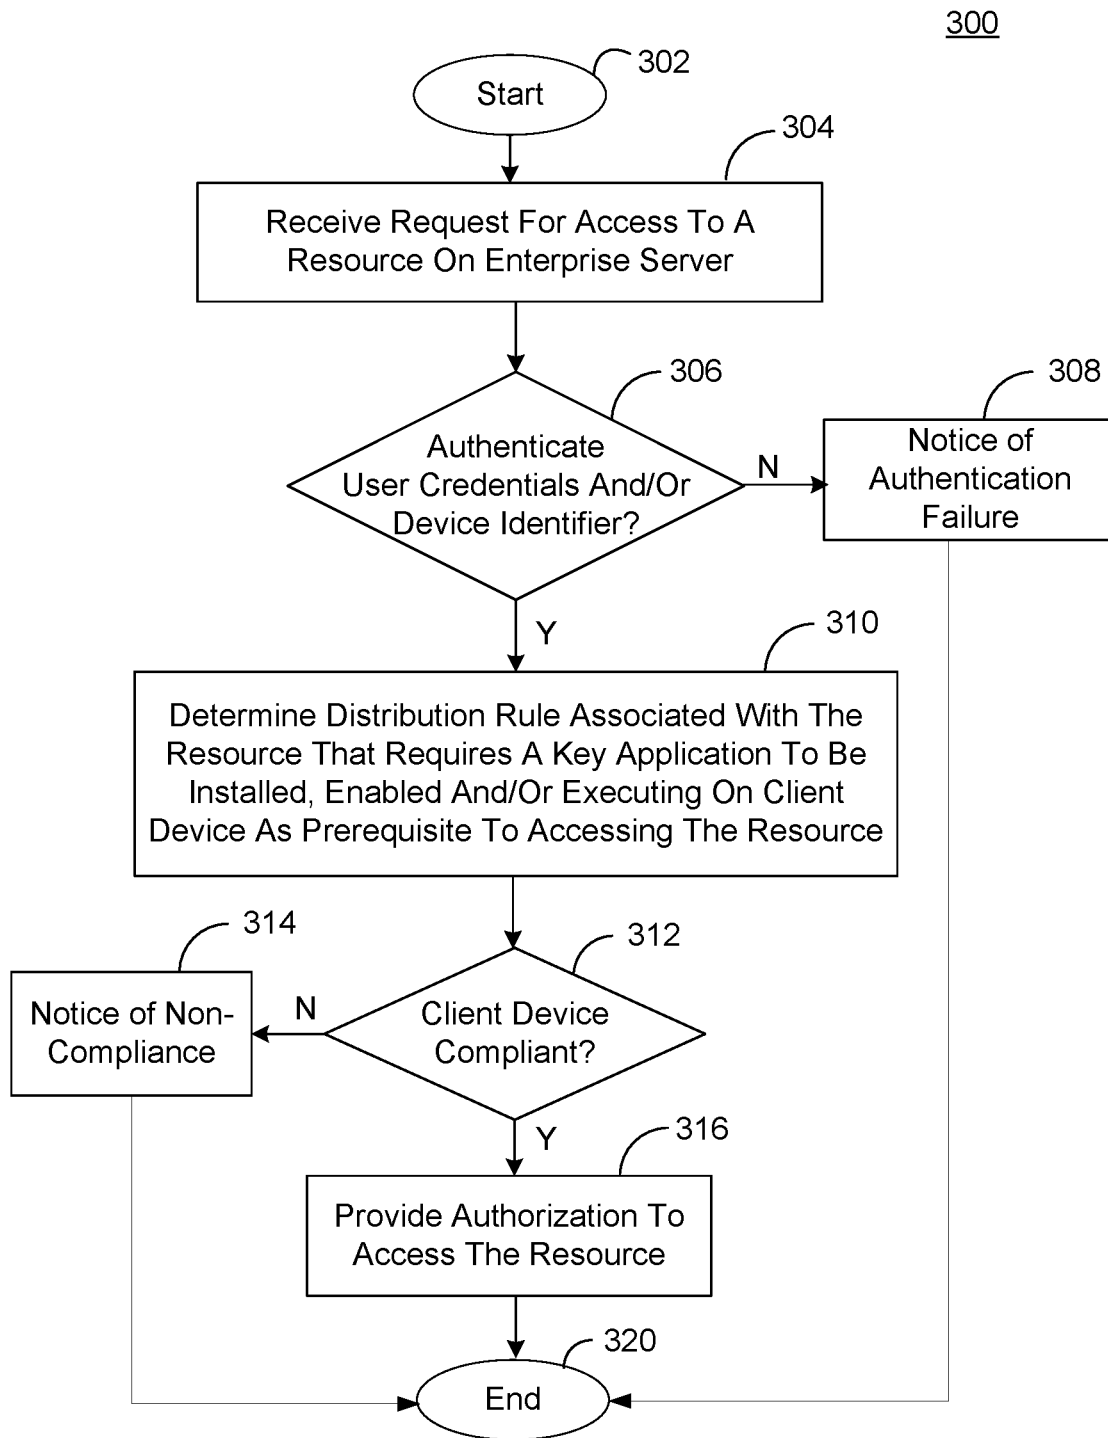 300
302
Start
304
Receive Request For Access To A
Resource On Enterprise Server
306
308
Authenticate
User Credentials And/Or
Device Identifier?
N
Notice of
Authentication
Failure
Y
310
Determine Distribution Rule Associated With The
Resource That Requires A Key Application To Be
Installed, Enabled And/Or Executing On Client
Device As Prerequisite To Accessing The Resource
314
312
Notice of Non-
Compliance
N
Client Device
Compliant?
Y
316
Provide Authorization To
Access The Resource
320
End